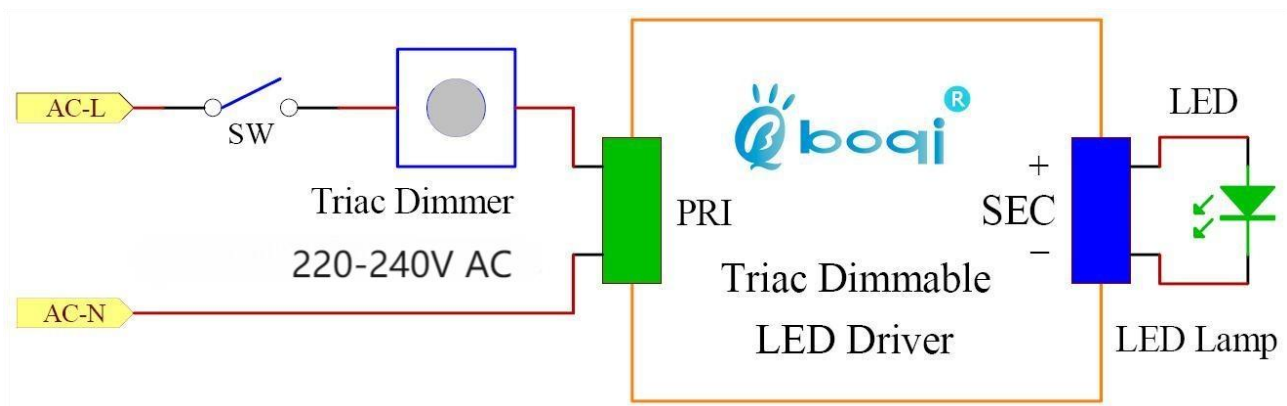 AC-L
SW
Triac Dimmer
220-240V AC
AC-N
boqi®
PRI
+
SEC
−
Triac Dimmable
LED Driver
LED
LED Lamp